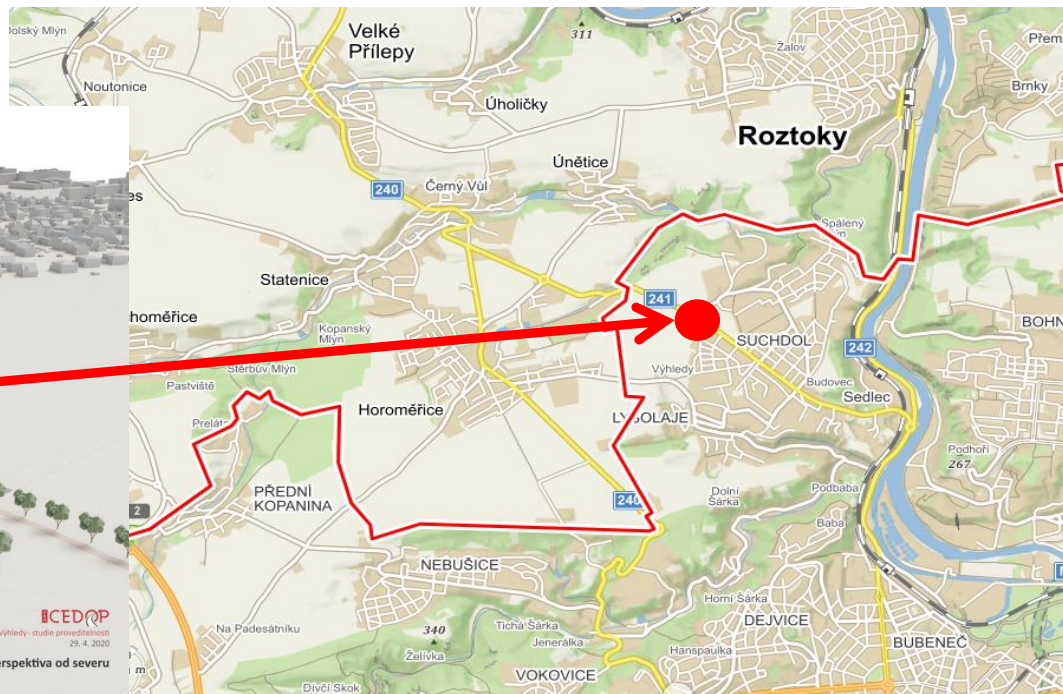 Dolský Mlýn
Velké
Přílepy
311
Žalov
Přem
Noutonice
Brnky
Úholičky
Roztoky
Únětice
es
240
Černý Vůl
Spálený
Statenice
241
choměřice
Kopanský
Mlýn
SUCHDOL
BOHN
242
Štěrbův Mlýn
Výhledy
Pastviště
Budovec
Sedlec
Horoměřice
LYSOLAJE
Podhoří
267
PŘEDNÍ
KOPANINA
2
240
Dolní
Šárka
Podbaba
Baba
NEBUŠICE
Horní Šárka
CEDOP
Výhledy- studie proveditelnosti
29. 4. 2020
Na Padesátníku
340
Želivka
Tichá Šárka
Jenerálka
DEJVICE
Hanspaulka
BUBENEČ
erspektiva od severu
m
VOKOVICE
Dívčí Skok